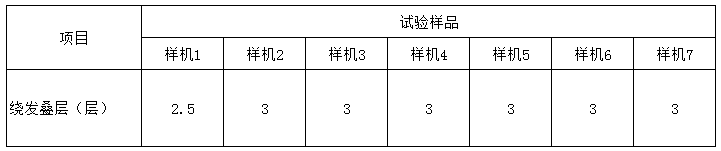 项目 试验样品
样机1 样机2 样机3 样机4 样机5 样机6 样机7
绕发叠层（层） 2.5 3 3 3 3 3 3